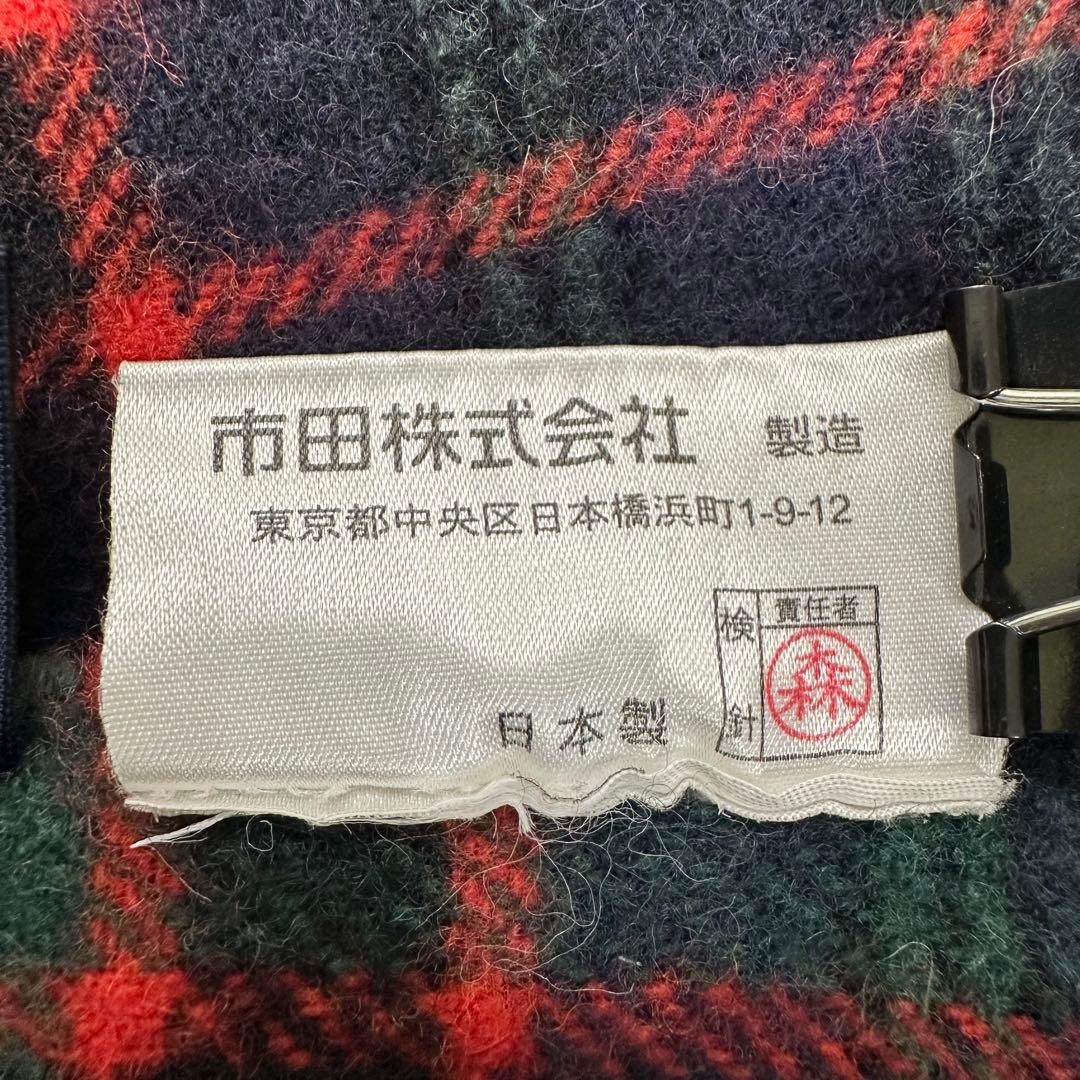 市田株式会社 製造
東京都中央区日本橋浜町1-9-12
検針 責任者
森
日本製